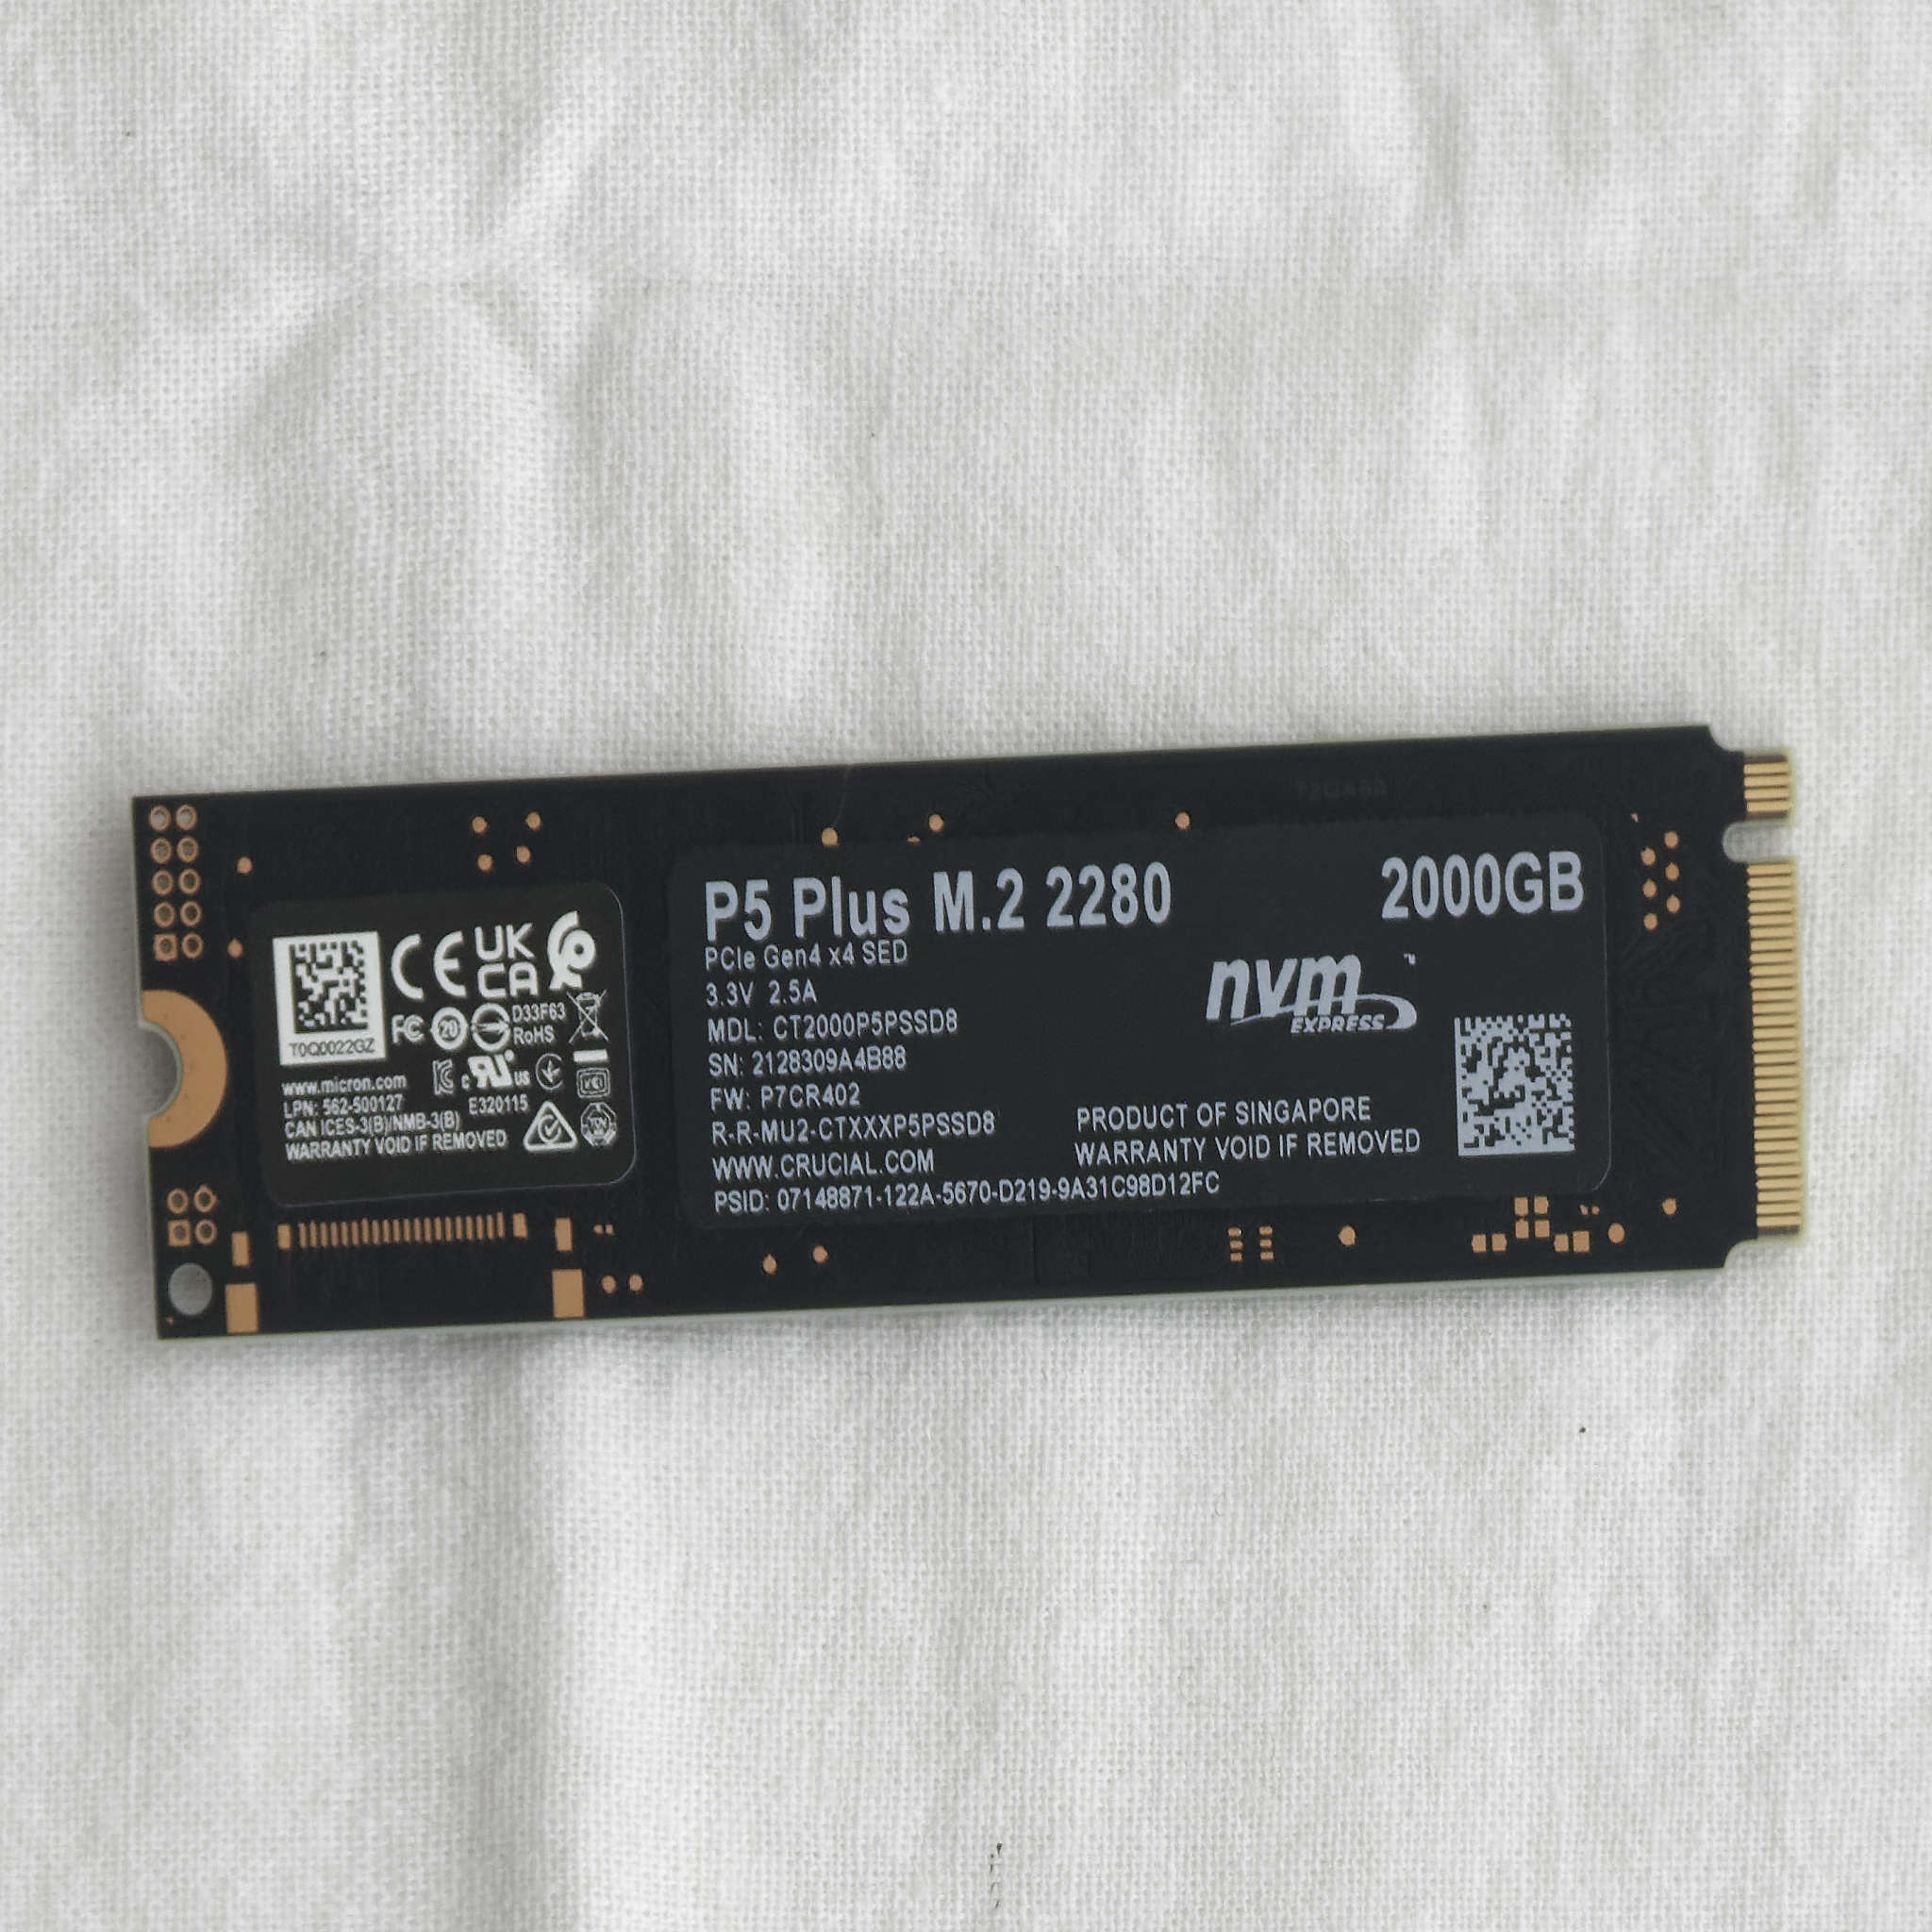 P5 Plus M.2 2280 2000GB
PCIe Gen4 x4 SED
3.3V 2.5A
MDL: CT2000P5PSSD8
SN: 2128309A4B88
FW: P7CR402
R-R-MU2-CTXXXP5PSSD8
WWW.CRUCIAL.COM
PSID: 07148871-122A-5670-D219-9A31C98D12FC
nvm
EXPRESS
PRODUCT OF SINGAPORE
WARRANTY VOID IF REMOVED
T0Q0022GZ
CE UK CA
FC 20 D33F63
RoHS
c UR US
E320115
www.micron.com
LPN: 562-500127
CAN ICES-3(B)/NMB-3(B)
WARRANTY VOID IF REMOVED